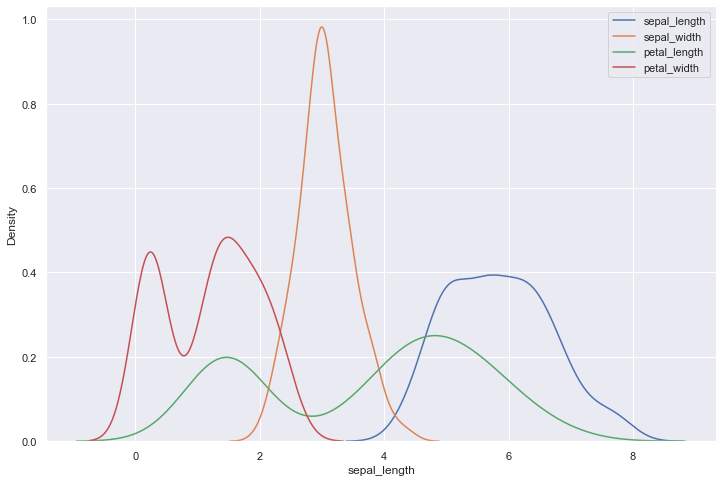 1.0
0.8
0.6
0.4
0.2
0.0
Density
0 2 4 6 8
sepal_length
sepal_length
sepal_width
petal_length
petal_width